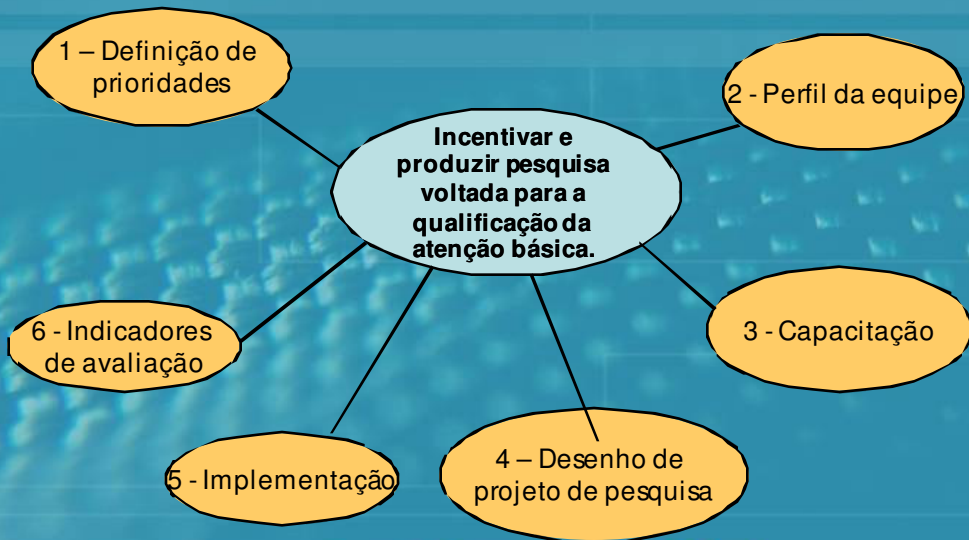 1 – Definição de
prioridades
2 - Perfil da equipe
Incentivar e
produzir pesquisa
voltada para a
qualificação da
atenção básica.
3 - Capacitação
4 – Desenho de
projeto de pesquisa
5 - Implementação
6 - Indicadores
de avaliação